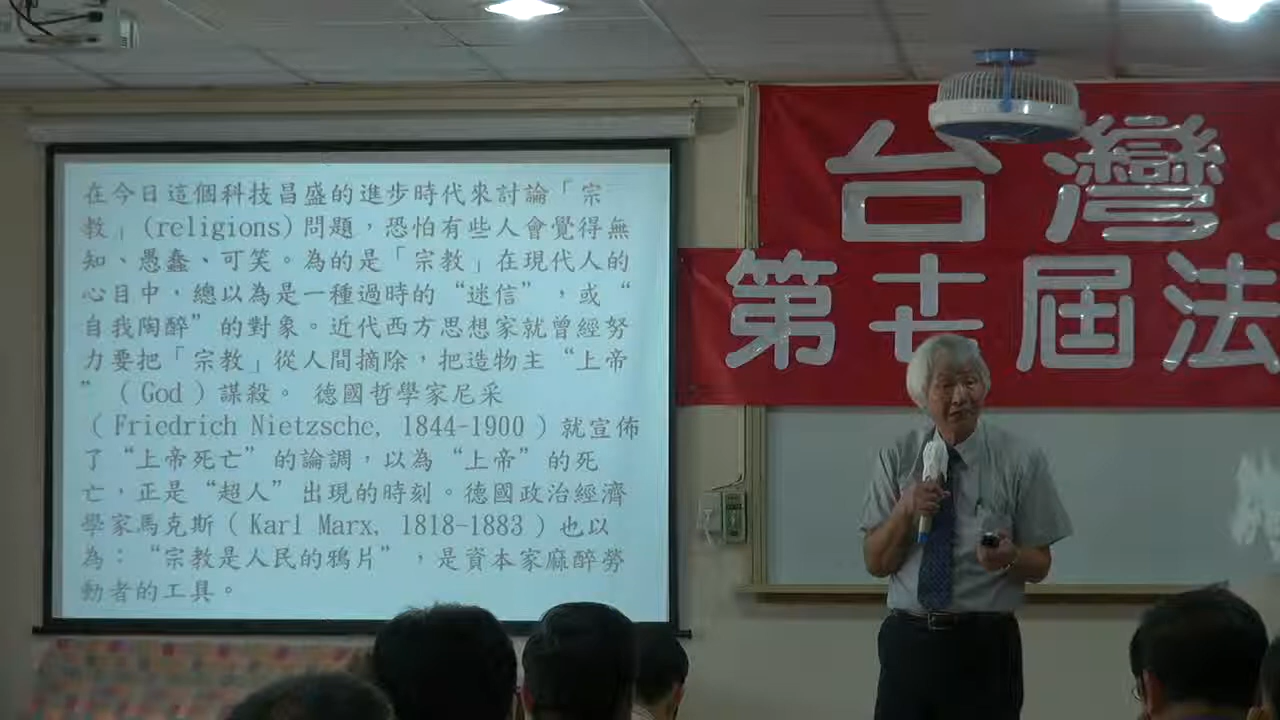 在今日這個科技昌盛的進步時代來討論「宗
教」(religions)問題，恐怕有些人會覺得無
知、愚蠢、可笑。為的是「宗教」在現代人的
心目中，總以為是一種過時的“迷信”，或“
自我陶醉”的對象。近代西方思想家就曾經努
力要把「宗教」從人間摘除，把造物主“上帝
”（God）謀殺。 德國哲學家尼采
（Friedrich Nietzsche, 1844-1900）就宣佈
了“上帝死亡”的論調，以為“上帝”的死
亡，正是“超人”出現的時刻。德國政治經濟
學家馬克斯（Karl Marx, 1818-1883）也以
為：“宗教是人民的鴉片”，是資本家麻醉勞
動者的工具。
台灣
第七屆法